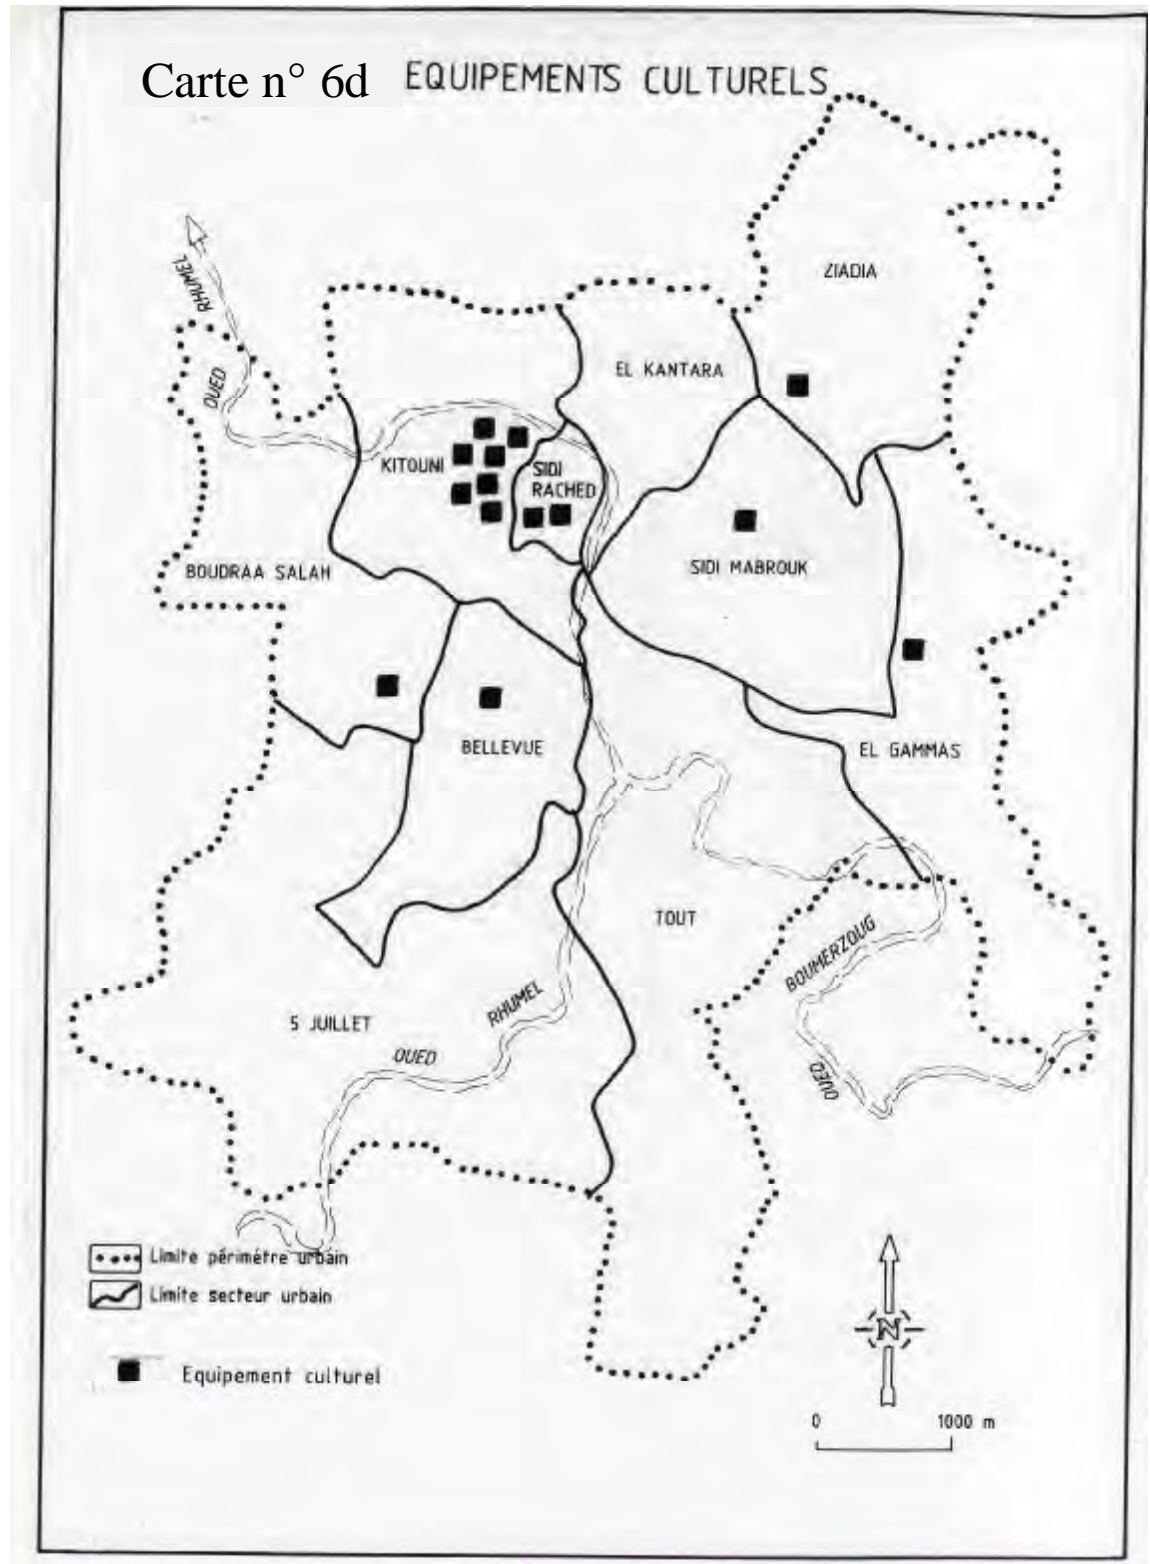 Carte n° 6d EQUIPEMENTS CULTURELS
ZIADIA
RHUMEL
OUED
EL KANTARA
KITOUNI
SIDI
RACHED
BOUDRAA SALAH
SIDI MABROUK
BELLEVUE
EL GAMMAS
TOUT
BOUMERZOUG
OUED
5 JUILLET
RHUMEL
OUED
Limite périmétre urbain
Limite secteur urbain
Equipement culturel
N
0 1000 m